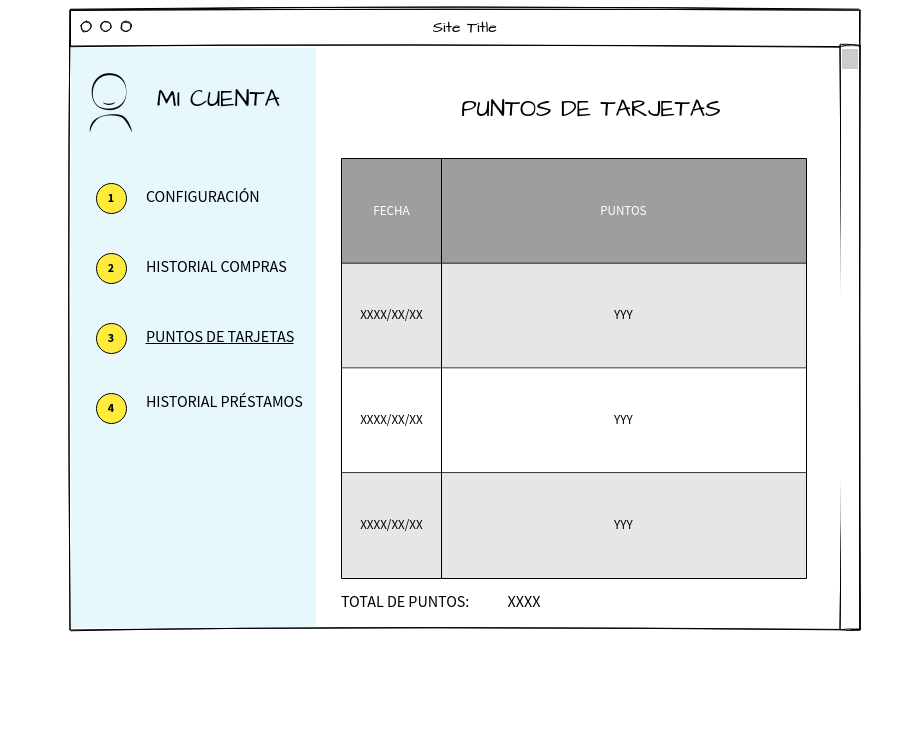 Site Title
MI CUENTA
1 CONFIGURACIÓN
2 HISTORIAL COMPRAS
3 PUNTOS DE TARJETAS
4 HISTORIAL PRÉSTAMOS
PUNTOS DE TARJETAS
FECHA PUNTOS
XXXX/XX/XX YYY
XXXX/XX/XX YYY
XXXX/XX/XX YYY
TOTAL DE PUNTOS: XXXX